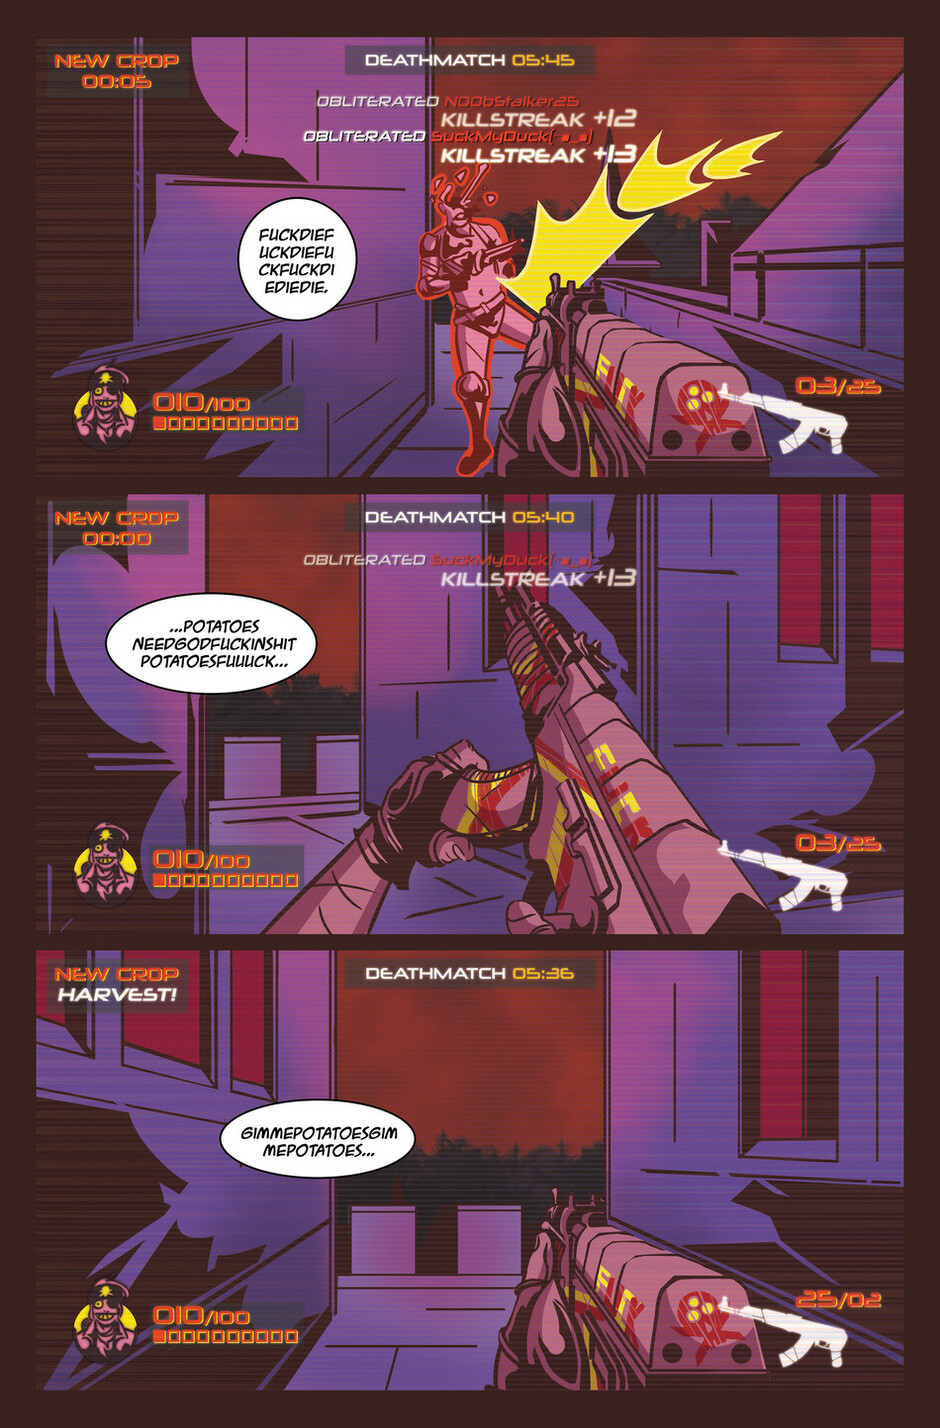 NEW CROP
00:05
DEATHMATCH 05:45
OBLITERATED N00bStalker25
KILLSTREAK +12
OBLITERATED SuckMyDuck(-■_■)
KILLSTREAK +13
FUCKDIEF
UCKDIEFU
CKFUCKDI
EDIEDIE.
010/100
03/25
NEW CROP
00:00
DEATHMATCH 05:40
OBLITERATED SuckMyDuck(-■_■)
KILLSTREAK +13
...POTATOES
NEEDGODFUCKINSHIT
POTATOESFUUUCK...
010/100
03/25
NEW CROP
HARVEST!
DEATHMATCH 05:36
GIMMEPOTATOESGIM
MEPOTATOES...
010/100
25/02